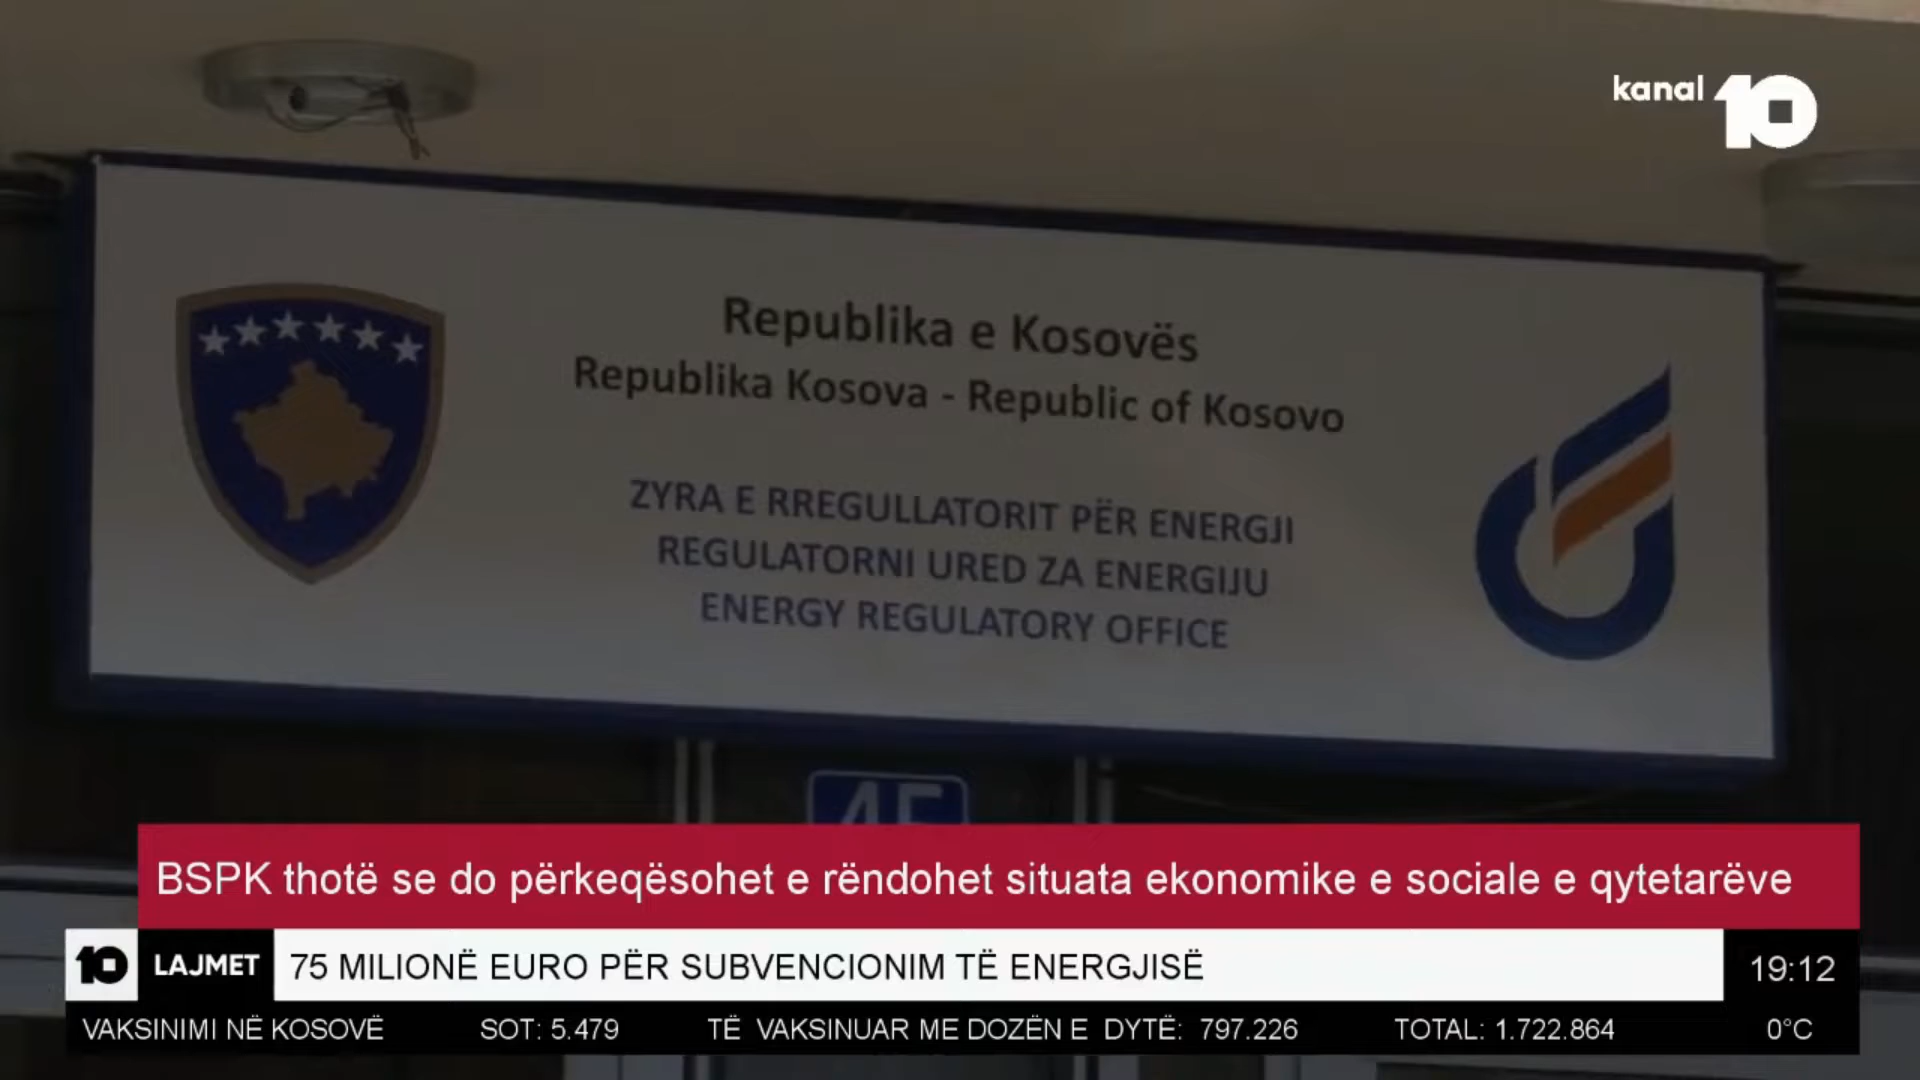 kanal 10
Republika e Kosovës
Republika Kosova - Republic of Kosovo
ZYRA E RREGULLATORIT PËR ENERGJI
REGULATORNI URED ZA ENERGIJU
ENERGY REGULATORY OFFICE
BSPK thotë se do përkeqësohet e rëndohet situata ekonomike e sociale e qytetarëve
10 LAJMET 75 MILIONË EURO PËR SUBVENCIONIM TË ENERGJISË 19:12
VAKSINIMI NË KOSOVË SOT: 5.479 TË VAKSINUAR ME DOZËN E DYTË: 797.226 TOTAL: 1.722.864 0°C